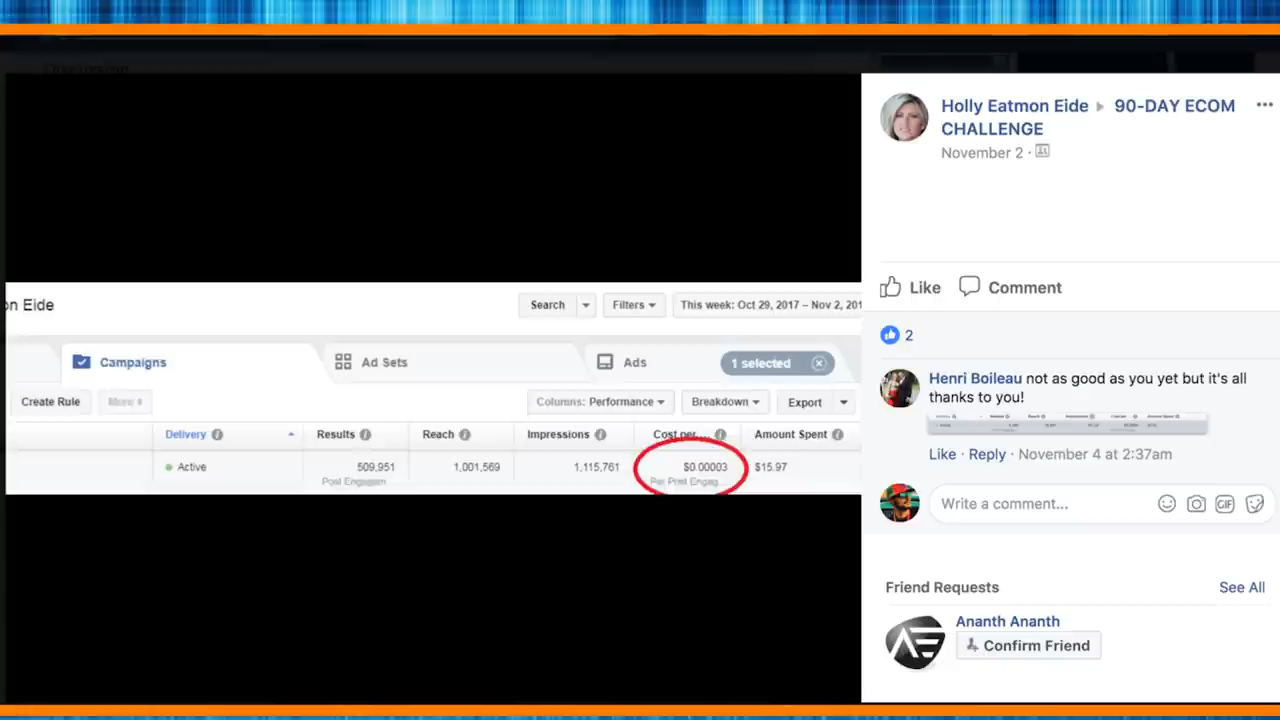 Holly Eatmon Eide ▸ 90-DAY ECOM
CHALLENGE
November 2 ·
Like Comment
2
Henri Boileau not as good as you yet but it's all
thanks to you!
Like · Reply · November 4 at 2:37am
Write a comment...
GIF
Friend Requests See All
Ananth Ananth
Confirm Friend
on Eide
Search Filters This week: Oct 29, 2017 – Nov 2, 201
Campaigns Ad Sets Ads 1 selected
Create Rule More Columns: Performance Breakdown Export
Delivery Results Reach Impressions Cost per... Amount Spent
Active 509,951 1,001,569 1,115,761 $0.00003 $15.97
Post Engagem... Per Post Engag...